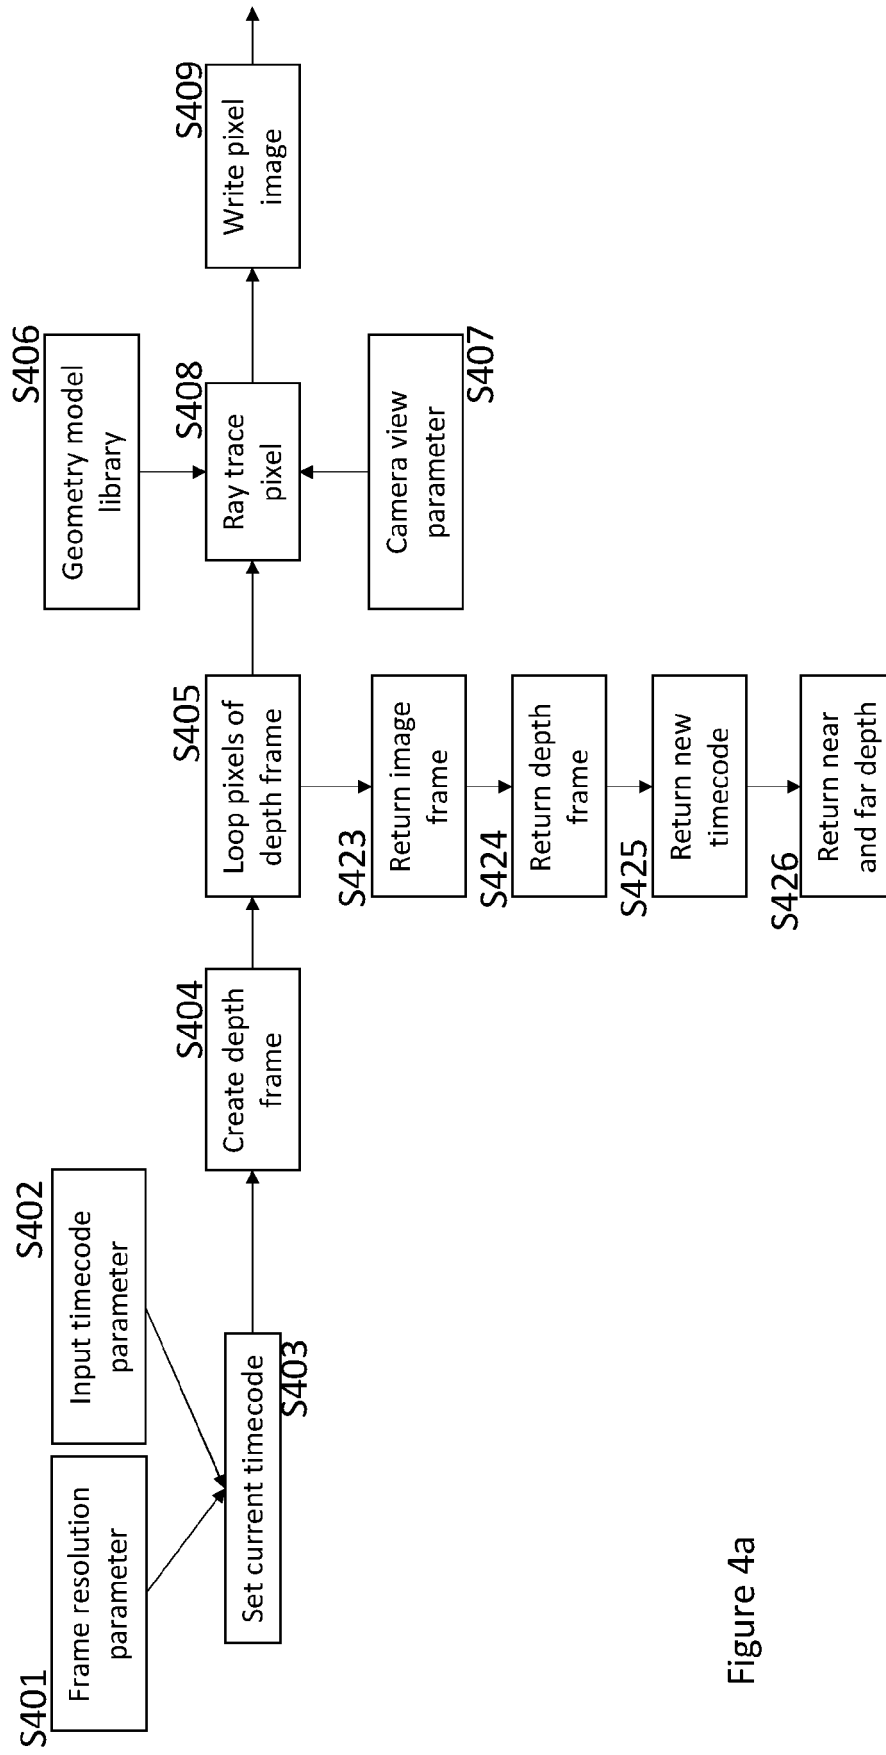 S401
Frame resolution
parameter
S402
Input timecode
parameter
Set current timecode
S403
S404
Create depth
frame
S405
Loop pixels of
depth frame
S406
Geometry model
library
S408
Ray trace
pixel
Camera view
parameter
S407
S409
Write pixel
image
S423
Return image
frame
S424
Return depth
frame
S425
Return new
timecode
S426
Return near
and far depth
Figure 4a